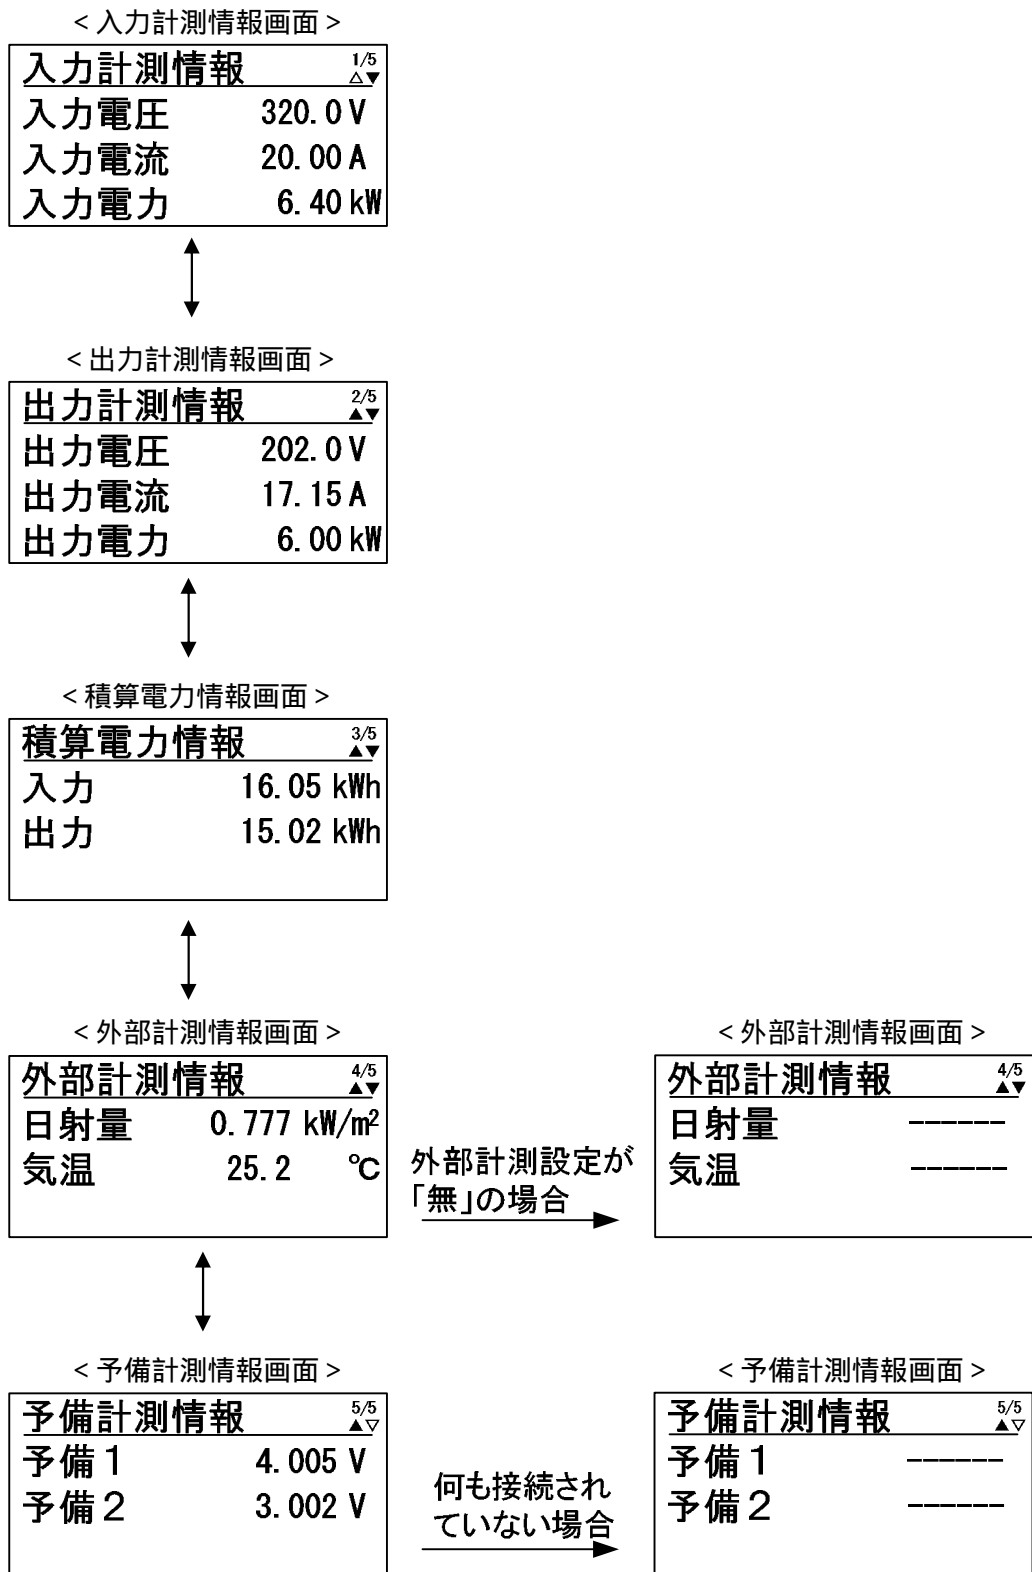 ＜入力計測情報画面＞
入力計測情報 1/5
△▼
入力電圧 320.0 V
入力電流 20.00 A
入力電力 6.40 kW
＜出力計測情報画面＞
出力計測情報 2/5
▲▼
出力電圧 202.0 V
出力電流 17.15 A
出力電力 6.00 kW
＜積算電力情報画面＞
積算電力情報 3/5
▲▼
入力 16.05 kWh
出力 15.02 kWh
＜外部計測情報画面＞
外部計測情報 4/5
▲▼
日射量 0.777 kW/m²
気温 25.2 ℃
外部計測設定が
「無」の場合
＜外部計測情報画面＞
外部計測情報 4/5
▲▼
日射量 ------
気温 ------
＜予備計測情報画面＞
予備計測情報 5/5
▲▽
予備１ 4.005 V
予備２ 3.002 V
何も接続され
ていない場合
＜予備計測情報画面＞
予備計測情報 5/5
▲▽
予備１ ------
予備２ ------